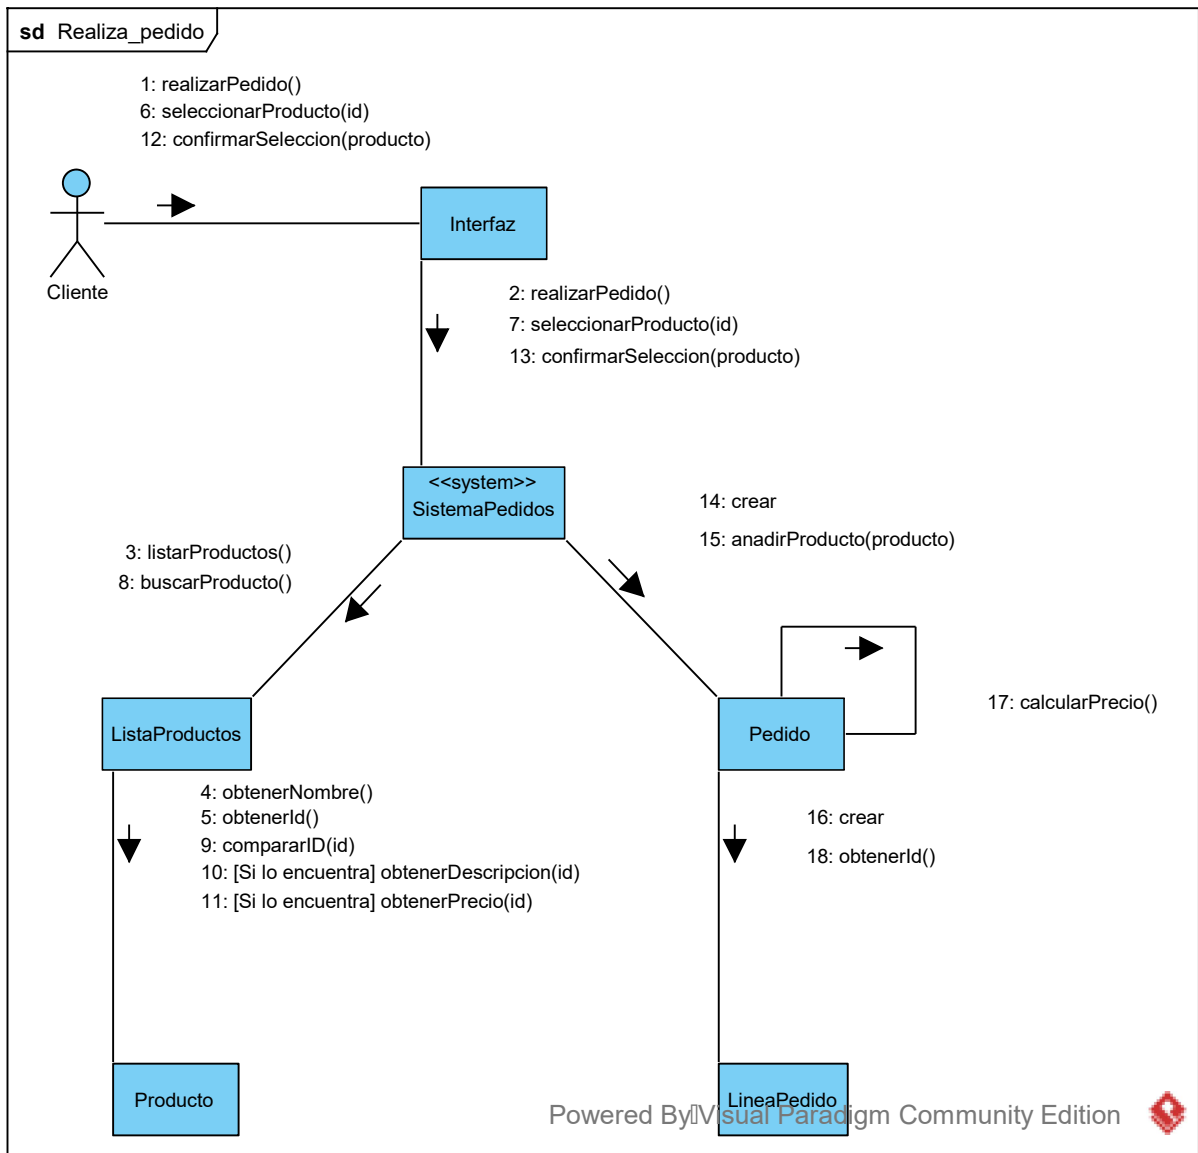 sd Realiza_pedido
1: realizarPedido()
6: seleccionarProducto(id)
12: confirmarSeleccion(producto)
Interfaz
Cliente
2: realizarPedido()
7: seleccionarProducto(id)
13: confirmarSeleccion(producto)
<<system>>
SistemaPedidos
14: crear
15: anadirProducto(producto)
3: listarProductos()
8: buscarProducto()
17: calcularPrecio()
ListaProductos
Pedido
4: obtenerNombre()
5: obtenerId()
9: compararID(id)
10: [Si lo encuentra] obtenerDescripcion(id)
11: [Si lo encuentra] obtenerPrecio(id)
16: crear
18: obtenerId()
Producto
LineaPedido
Powered By Visual Paradigm Community Edition